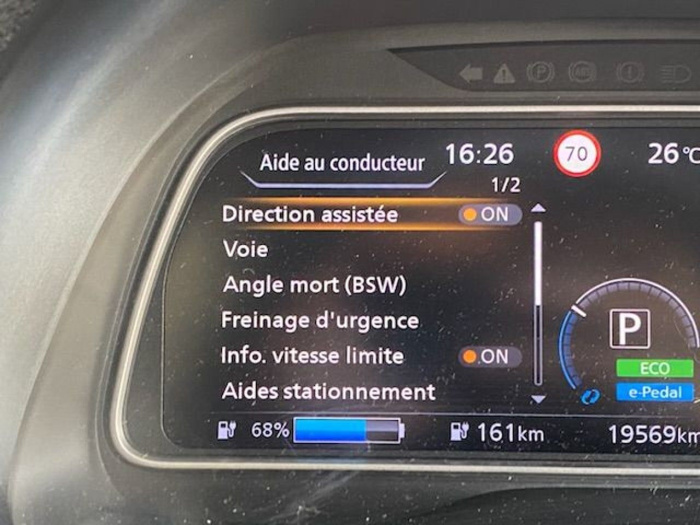 Aide au conducteur 16:26 70 26°C
1/2
Direction assistée ON
Voie
Angle mort (BSW)
Freinage d'urgence
Info. vitesse limite ON
Aides stationnement
P
ECO
e-Pedal
68% 161km 19569km